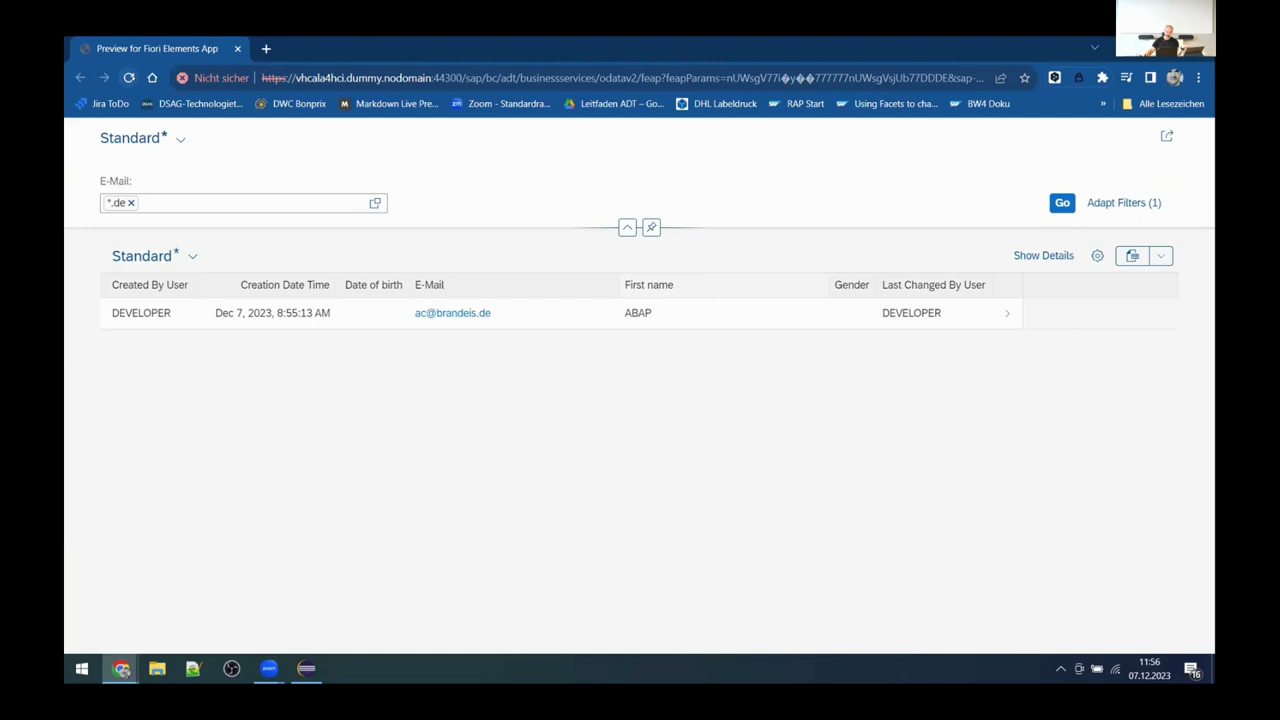 Preview for Fiori Elements App
Nicht sicher https://vhcala4hci.dummy.nodomain:44300/sap/bc/adt/businessservices/odatav2/feap?feapParams=
Jira ToDo DSAG-Technologiet... DWC Bonprix Markdown Live Pre... Zoom - Standardra... Leitfaden ADT – Go... DHL Labeldruck RAP Start Using Facets to cha... BW4 Doku » Alle Lesezeichen
Standard*
E-Mail:
*.de
Go Adapt Filters (1)
Standard*
Show Details
Created By User Creation Date Time Date of birth E-Mail First name Gender Last Changed By User
DEVELOPER Dec 7, 2023, 8:55:13 AM ac@brandeis.de ABAP DEVELOPER
zoom
11:56
07.12.2023
16